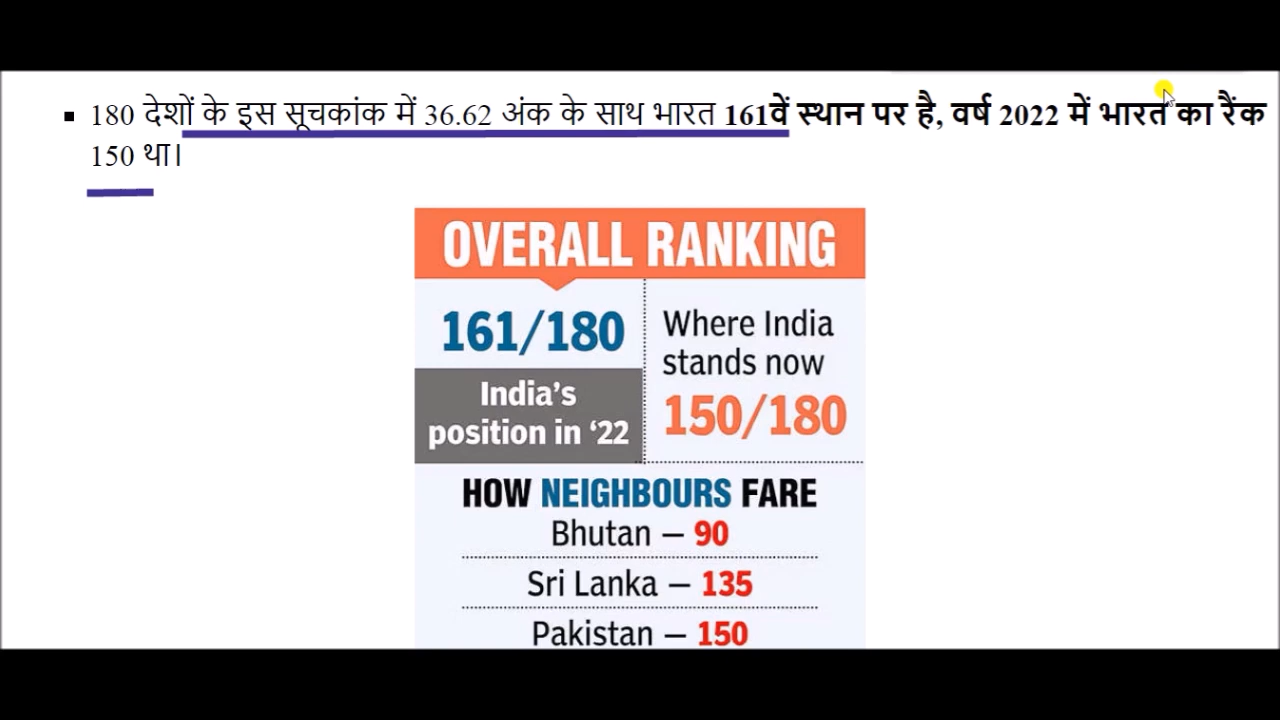 180 देशों के इस सूचकांक में 36.62 अंक के साथ भारत 161वें स्थान पर है, वर्ष 2022 में भारत का रैंक
150 था।
OVERALL RANKING
161/180
India's
position in ‘22
Where India
stands now
150/180
HOW NEIGHBOURS FARE
Bhutan – 90
Sri Lanka – 135
Pakistan – 150